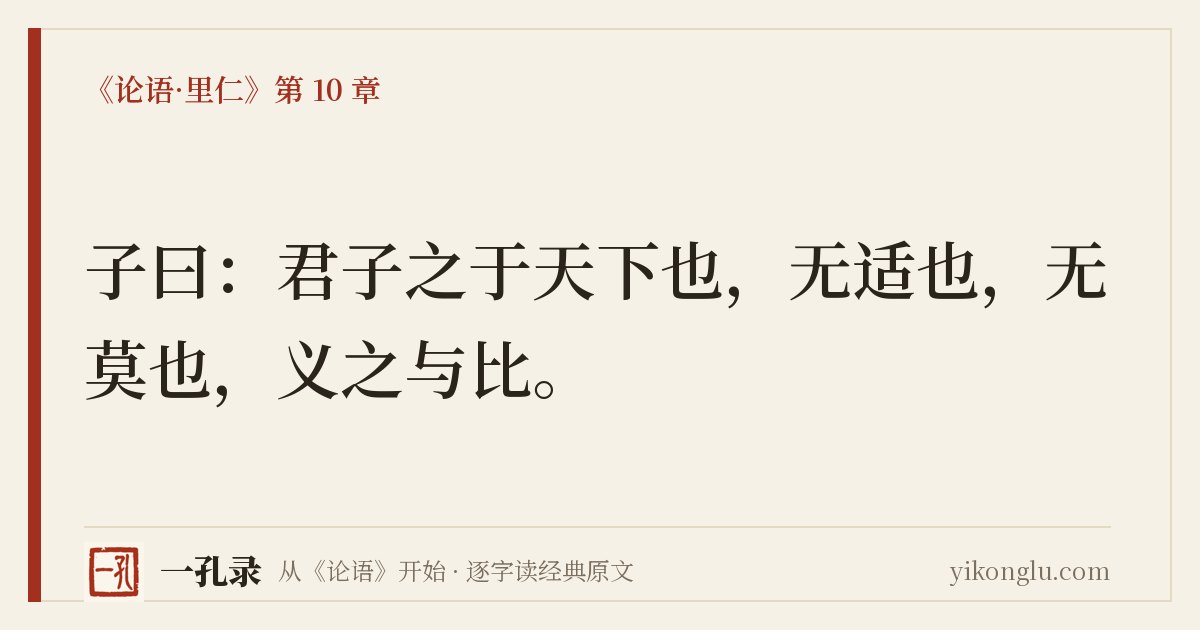 《论语·里仁》第 10 章
子曰：君子之于天下也，无适也，无
莫也，义之与比。
一孔
一孔录 从《论语》开始 · 逐字读经典原文 yikonglu.com